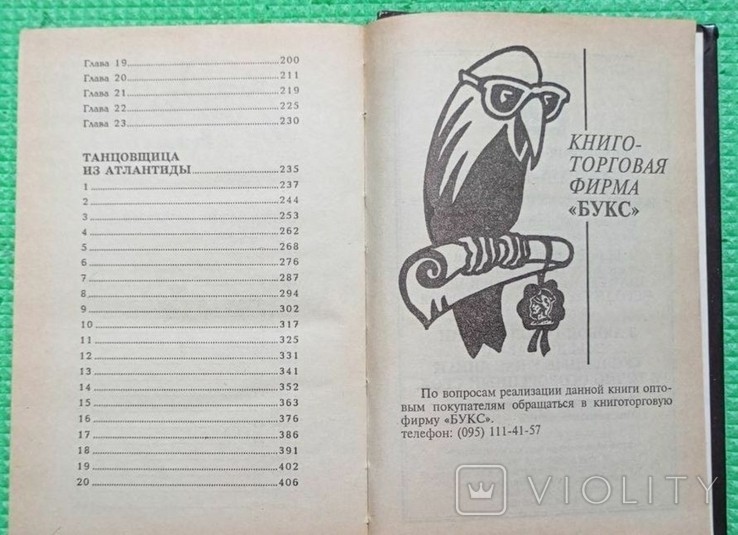 Глава 19 200
Глава 20 211
Глава 21 219
Глава 22 225
Глава 23 230
ТАНЦОВЩИЦА
ИЗ АТЛАНТИДЫ 235
1 237
2 244
3 253
4 262
5 268
6 276
7 287
8 294
9 302
10 317
11 325
12 331
13 341
14 352
15 363
16 376
17 386
18 391
19 402
20 406
КНИГО-
ТОРГОВАЯ
ФИРМА
«БУКС»
По вопросам реализации данной книги опто-
вым покупателям обращаться в книготорговую
фирму «БУКС».
телефон: (095) 111-41-57
VIOLITY